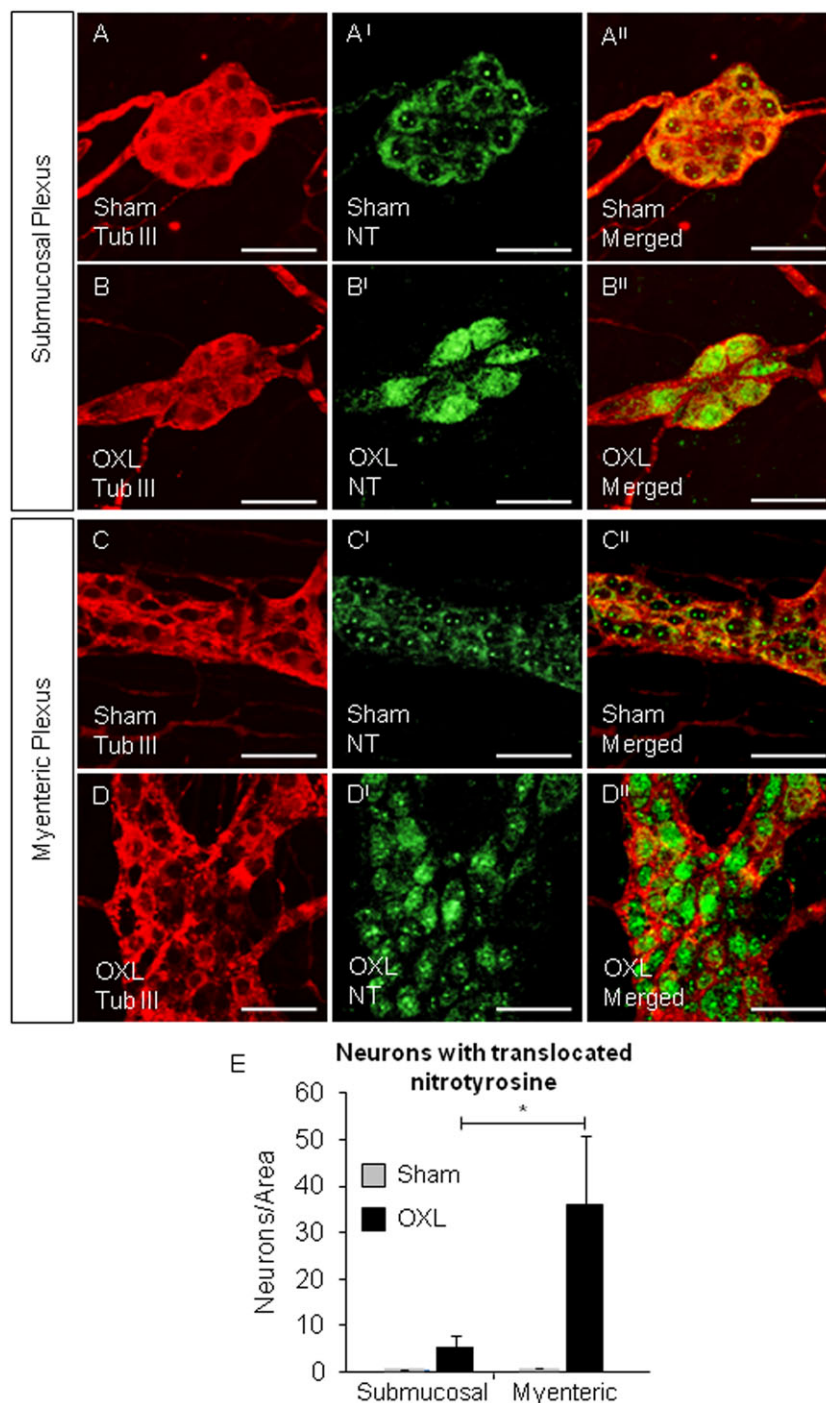 Submucosal Plexus
A
Sham
Tub III
Aᴵ
Sham
NT
Aᴵᴵ
Sham
Merged
B
OXL
Tub III
Bᴵ
OXL
NT
Bᴵᴵ
OXL
Merged
Myenteric Plexus
C
Sham
Tub III
Cᴵ
Sham
NT
Cᴵᴵ
Sham
Merged
D
OXL
Tub III
Dᴵ
OXL
NT
Dᴵᴵ
OXL
Merged
E
Neurons with translocated
nitrotyrosine
Neurons/Area
60
50
40
30
20
10
0
*
Sham
OXL
Submucosal
Myenteric